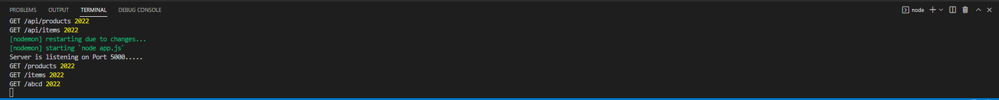 PROBLEMS OUTPUT TERMINAL DEBUG CONSOLE node
GET /api/products 2022
GET /api/items 2022
[nodemon] restarting due to changes...
[nodemon] starting `node app.js`
Server is listening on Port 5000.....
GET /products 2022
GET /items 2022
GET /abcd 2022